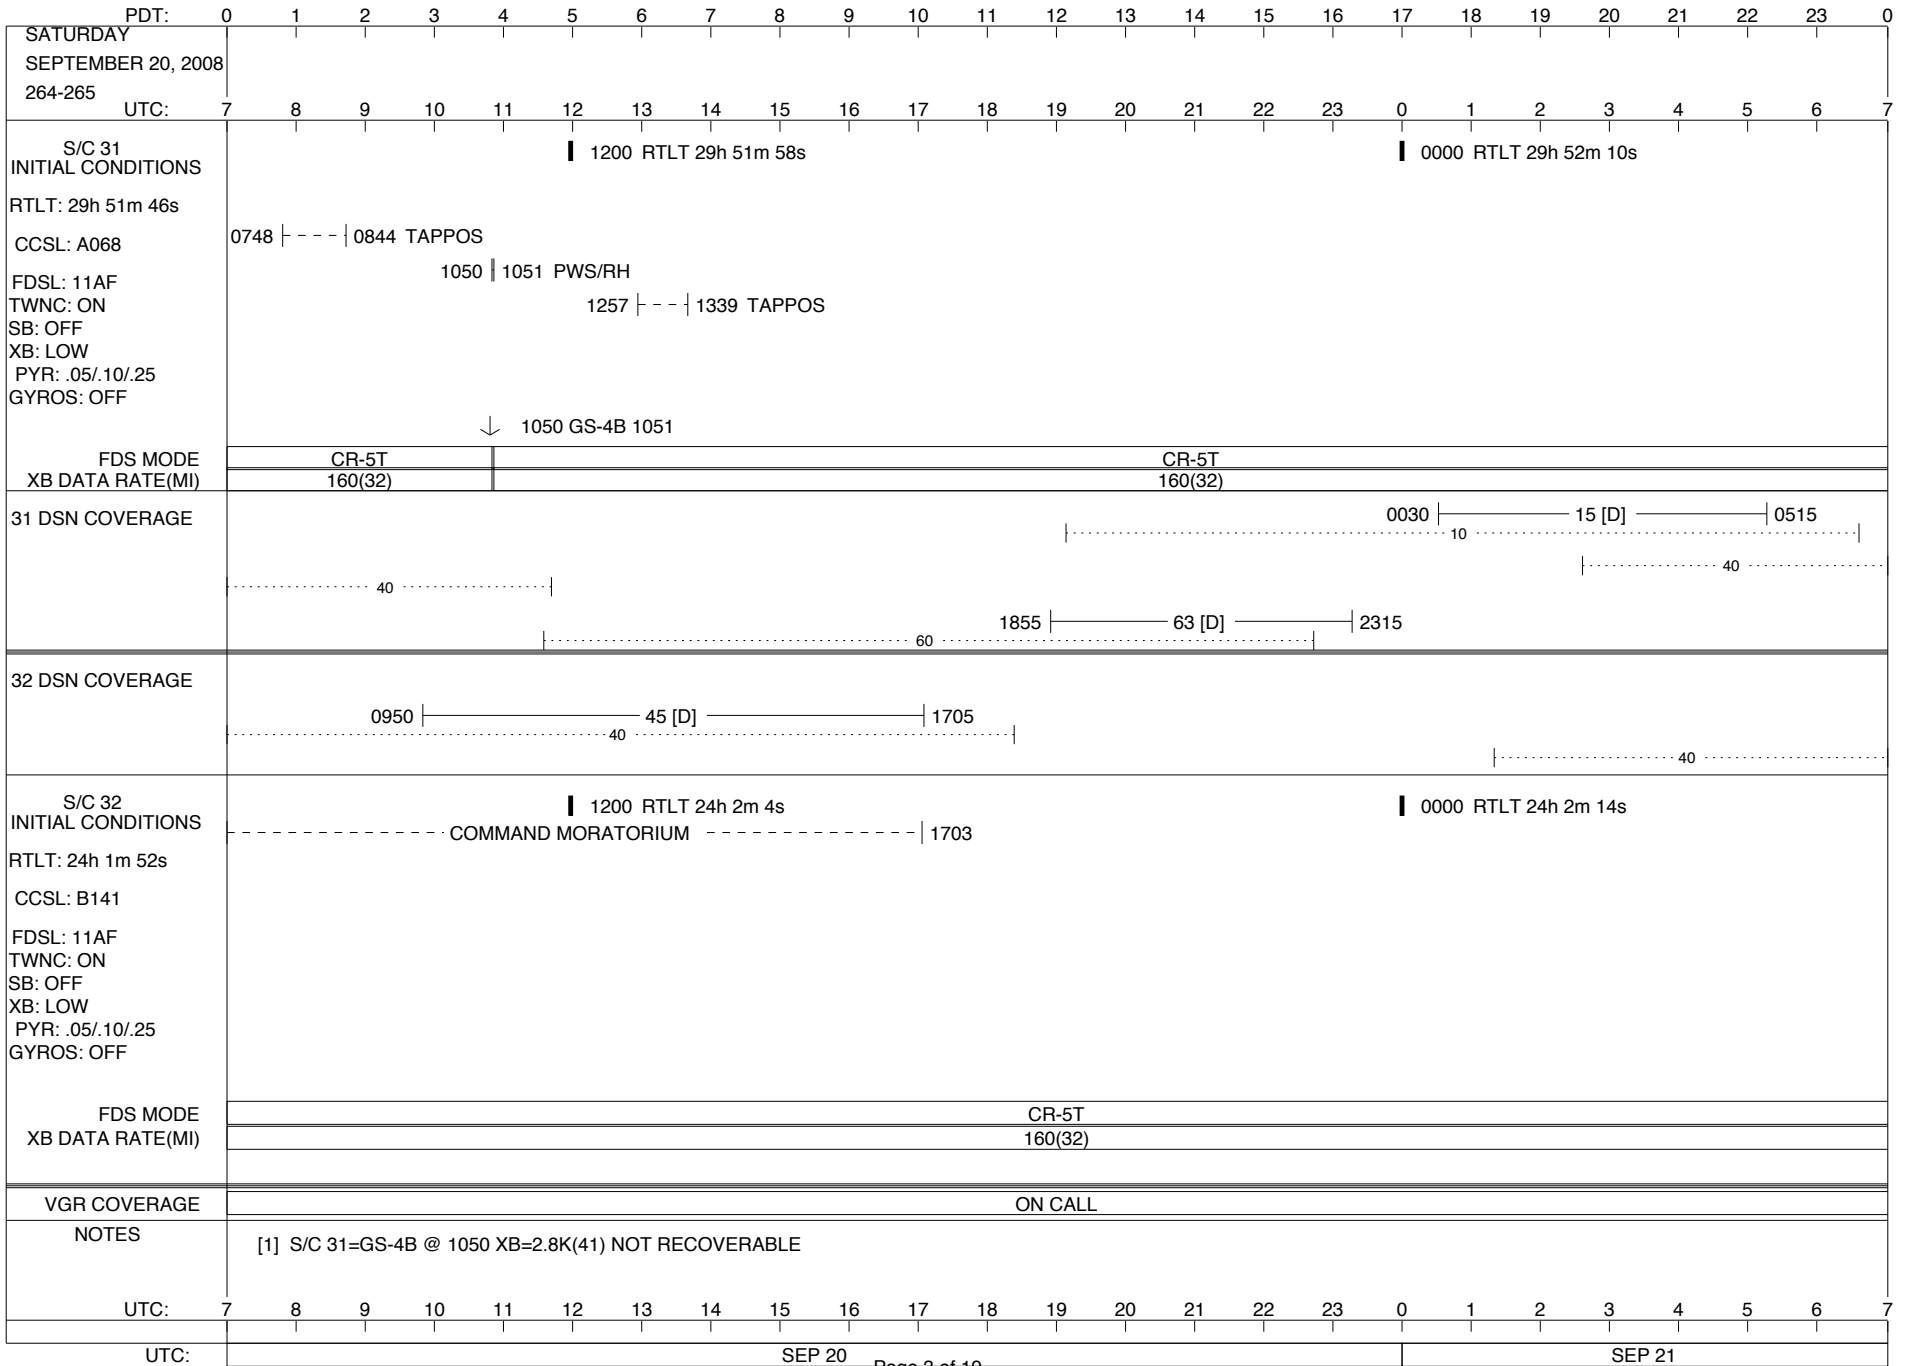 PDT: 0 1 2 3 4 5 6 7 8 9 10 11 12 13 14 15 16 17 18 19 20 21 22 23 0
SATURDAY
SEPTEMBER 20, 2008
264-265
UTC: 7 8 9 10 11 12 13 14 15 16 17 18 19 20 21 22 23 0 1 2 3 4 5 6 7
S/C 31
INITIAL CONDITIONS
1200 RTLT 29h 51m 58s
0000 RTLT 29h 52m 10s
RTLT: 29h 51m 46s
0748 0844 TAPPOS
CCSL: A068
1050 1051 PWS/RH
FDSL: 11AF
TWNC: ON
1257 1339 TAPPOS
SB: OFF
XB: LOW
PYR: .05/.10/.25
GYROS: OFF
1050 GS-4B 1051
FDS MODE CR-5T CR-5T
XB DATA RATE(MI) 160(32) 160(32)
31 DSN COVERAGE
0030 15 [D] 0515
10
40
40
1855 63 [D] 2315
60
32 DSN COVERAGE
0950 45 [D] 1705
40
40
S/C 32
INITIAL CONDITIONS
1200 RTLT 24h 2m 4s
0000 RTLT 24h 2m 14s
COMMAND MORATORIUM 1703
RTLT: 24h 1m 52s
CCSL: B141
FDSL: 11AF
TWNC: ON
SB: OFF
XB: LOW
PYR: .05/.10/.25
GYROS: OFF
FDS MODE CR-5T
XB DATA RATE(MI) 160(32)
VGR COVERAGE ON CALL
NOTES
[1] S/C 31=GS-4B @ 1050 XB=2.8K(41) NOT RECOVERABLE
UTC: 7 8 9 10 11 12 13 14 15 16 17 18 19 20 21 22 23 0 1 2 3 4 5 6 7
UTC: SEP 20 SEP 21